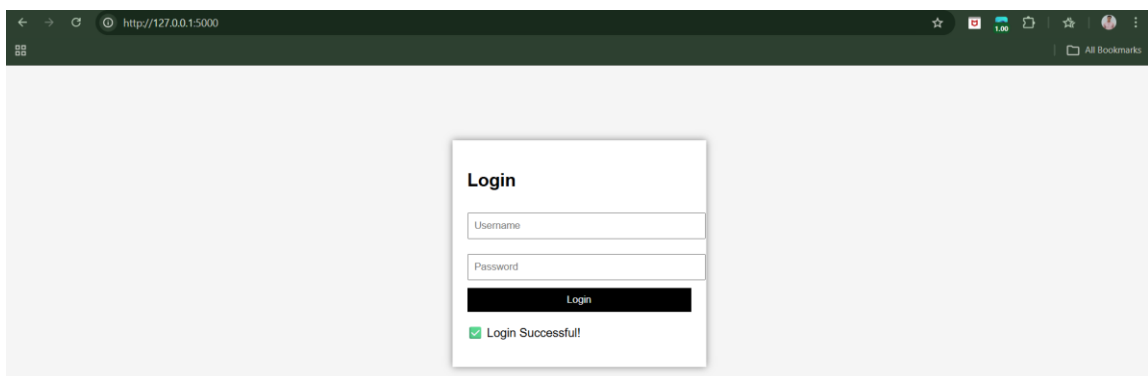 http://127.0.0.1:5000
1.00
All Bookmarks
Login
Username
Password
Login
✅ Login Successful!